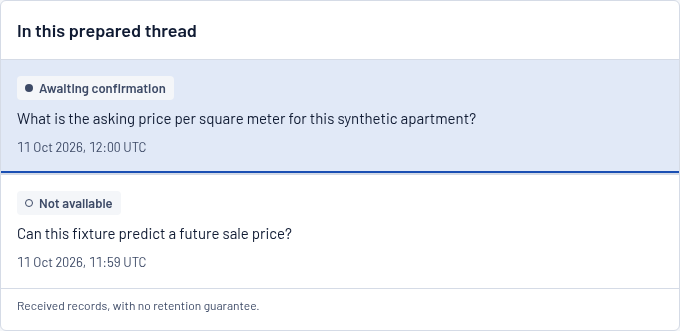 In this prepared thread
Awaiting confirmation
What is the asking price per square meter for this synthetic apartment?
11 Oct 2026, 12:00 UTC
Not available
Can this fixture predict a future sale price?
11 Oct 2026, 11:59 UTC
Received records, with no retention guarantee.